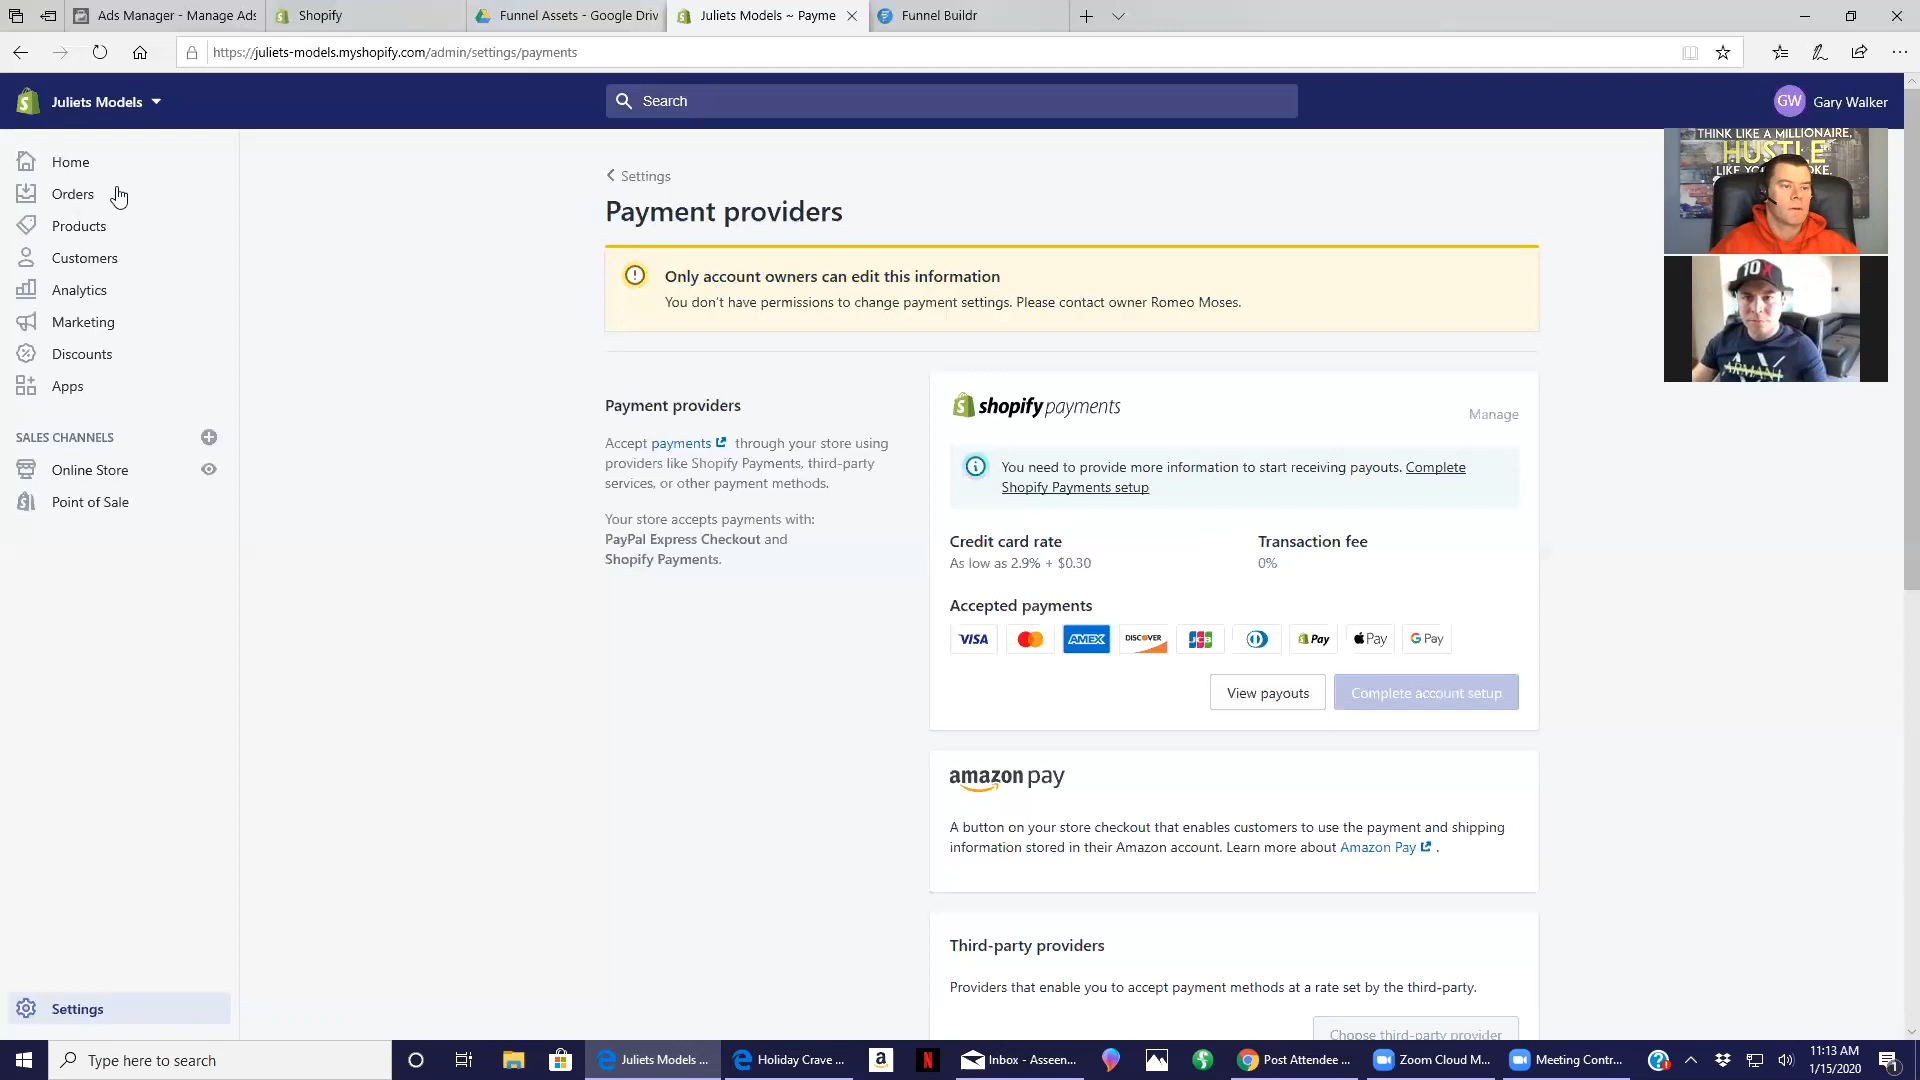 Ads Manager - Manage Ads
Shopify
Funnel Assets - Google Driv
Juliets Models ~ Payme
Funnel Buildr
https://juliets-models.myshopify.com/admin/settings/payments
Juliets Models
Search
GW
Gary Walker
Home
Orders
Products
Customers
Analytics
Marketing
Discounts
Apps
SALES CHANNELS
Online Store
Point of Sale
Settings
Settings
Payment providers
Only account owners can edit this information
You don't have permissions to change payment settings. Please contact owner Romeo Moses.
Payment providers
Accept payments through your store using
providers like Shopify Payments, third-party
services, or other payment methods.
Your store accepts payments with:
PayPal Express Checkout and
Shopify Payments.
shopify payments
Manage
You need to provide more information to start receiving payouts. Complete
Shopify Payments setup
Credit card rate
As low as 2.9% + $0.30
Transaction fee
0%
Accepted payments
VISA
AMEX
DISCOVER
JCB
Pay
Pay
G Pay
View payouts
Complete account setup
amazon pay
A button on your store checkout that enables customers to use the payment and shipping
information stored in their Amazon account. Learn more about Amazon Pay .
Third-party providers
Providers that enable you to accept payment methods at a rate set by the third-party.
Choose third-party provider
THINK LIKE A MILLIONAIRE,
HUSTLE
10X
Type here to search
Juliets Models ...
Holiday Crave ...
Inbox - Asseen...
Post Attendee ...
Zoom Cloud M...
Meeting Contr...
11:13 AM
1/15/2020
1